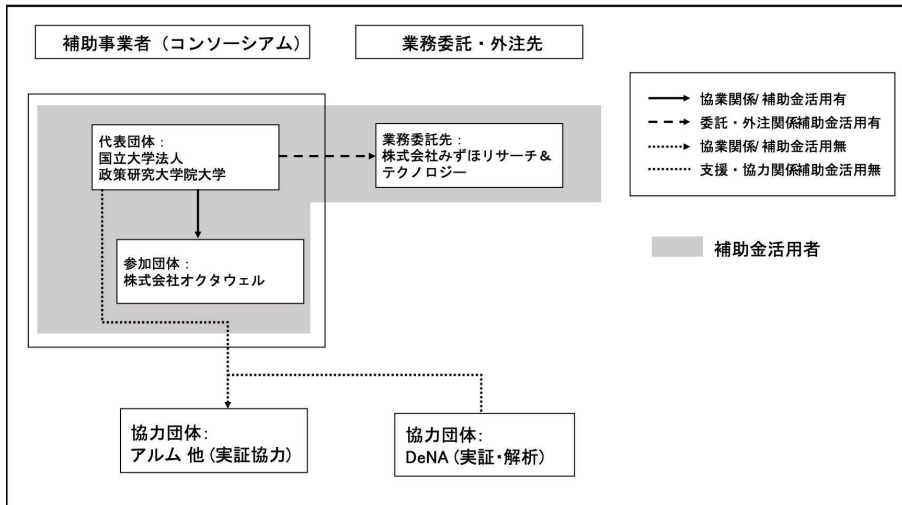 補助事業者（コンソーシアム）
業務委託・外注先
代表団体：
国立大学法人
政策研究大学院大学
業務委託先：
株式会社みずほリサーチ＆
テクノロジー
参加団体：
株式会社オクタウェル
協力団体：
アルム 他（実証協力）
協力団体：
DeNA（実証・解析）
協業関係/補助金活用有
委託・外注関係補助金活用有
協業関係/補助金活用無
支援・協力関係補助金活用無
補助金活用者